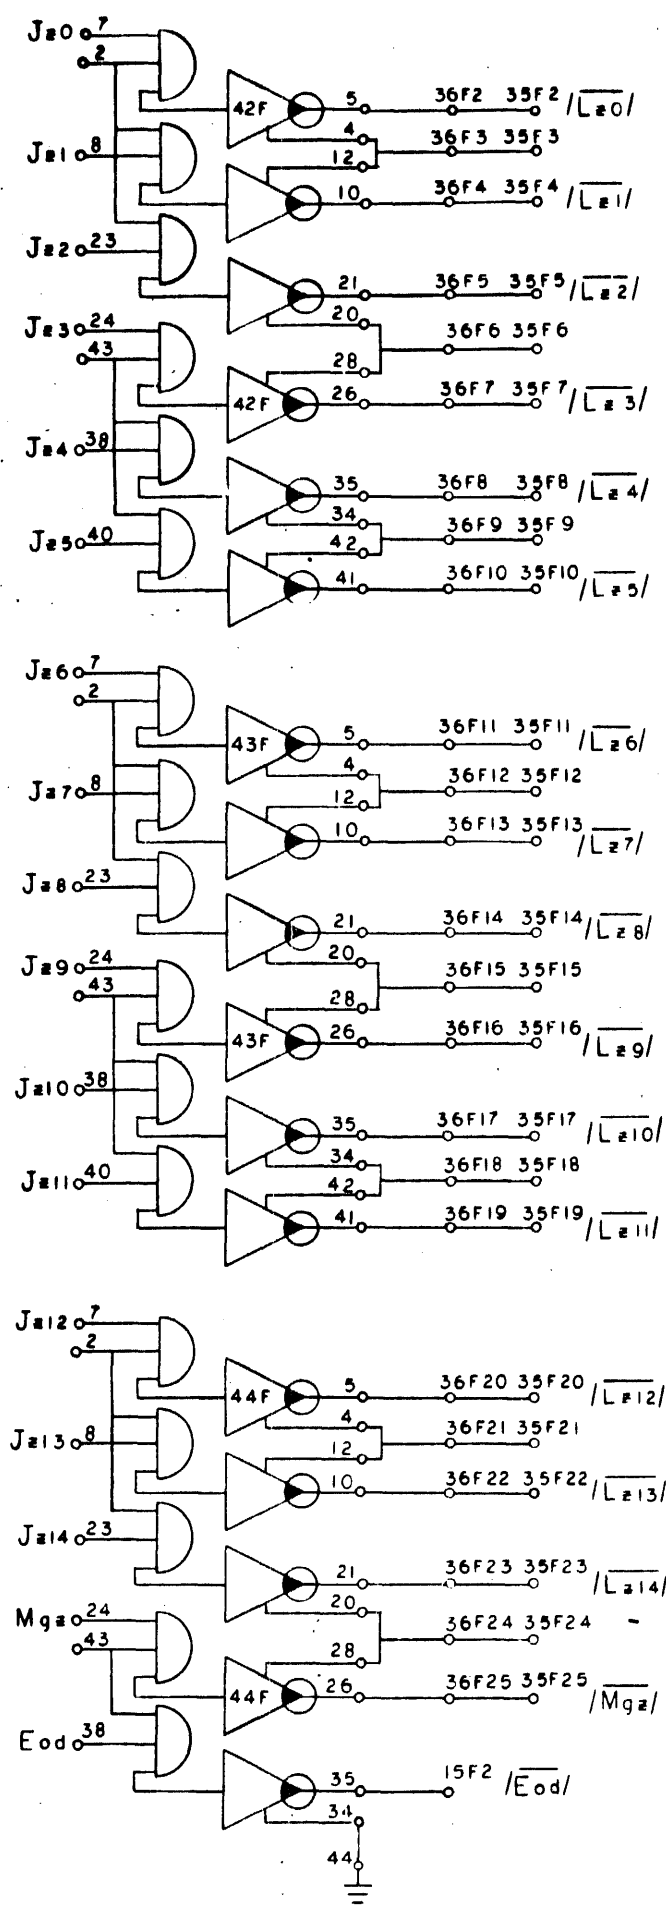 Jz0 7
2
42F 5 36F2 35F2 /Lz0/
4
36F3 35F3
Jz1 8
12
10 36F4 35F4 /Lz1/
Jz2 23
21 36F5 35F5 /Lz2/
Jz3 24
20
36F6 35F6
43
28
42F 26 36F7 35F7 /Lz3/
Jz4 38
35 36F8 35F8 /Lz4/
34
36F9 35F9
Jz5 40
42
41 36F10 35F10 /Lz5/
Jz6 7
2
43F 5 36F11 35F11 /Lz6/
4
36F12 35F12
Jz7 8
12
10 36F13 35F13 /Lz7/
Jz8 23
21 36F14 35F14 /Lz8/
Jz9 24
20
36F15 35F15
43
28
43F 26 36F16 35F16 /Lz9/
Jz10 38
35 36F17 35F17 /Lz10/
34
36F18 35F18
Jz11 40
42
41 36F19 35F19 /Lz11/
Jz12 7
2
44F 5 36F20 35F20 /Lz12/
4
36F21 35F21
Jz13 8
12
10 36F22 35F22 /Lz13/
Jz14 23
21 36F23 35F23 /Lz14/
Mgz 24
20
36F24 35F24
43
28
44F 26 36F25 35F25 /Mgz/
Eod 38
35 15F2 /Eod/
34
44